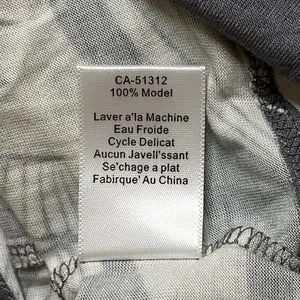 CA-51312
100% Model
Laver a'la Machine
Eau Froide
Cycle Delicat
Aucun Javell'ssant
Se'chage a plat
Fabrique' Au China